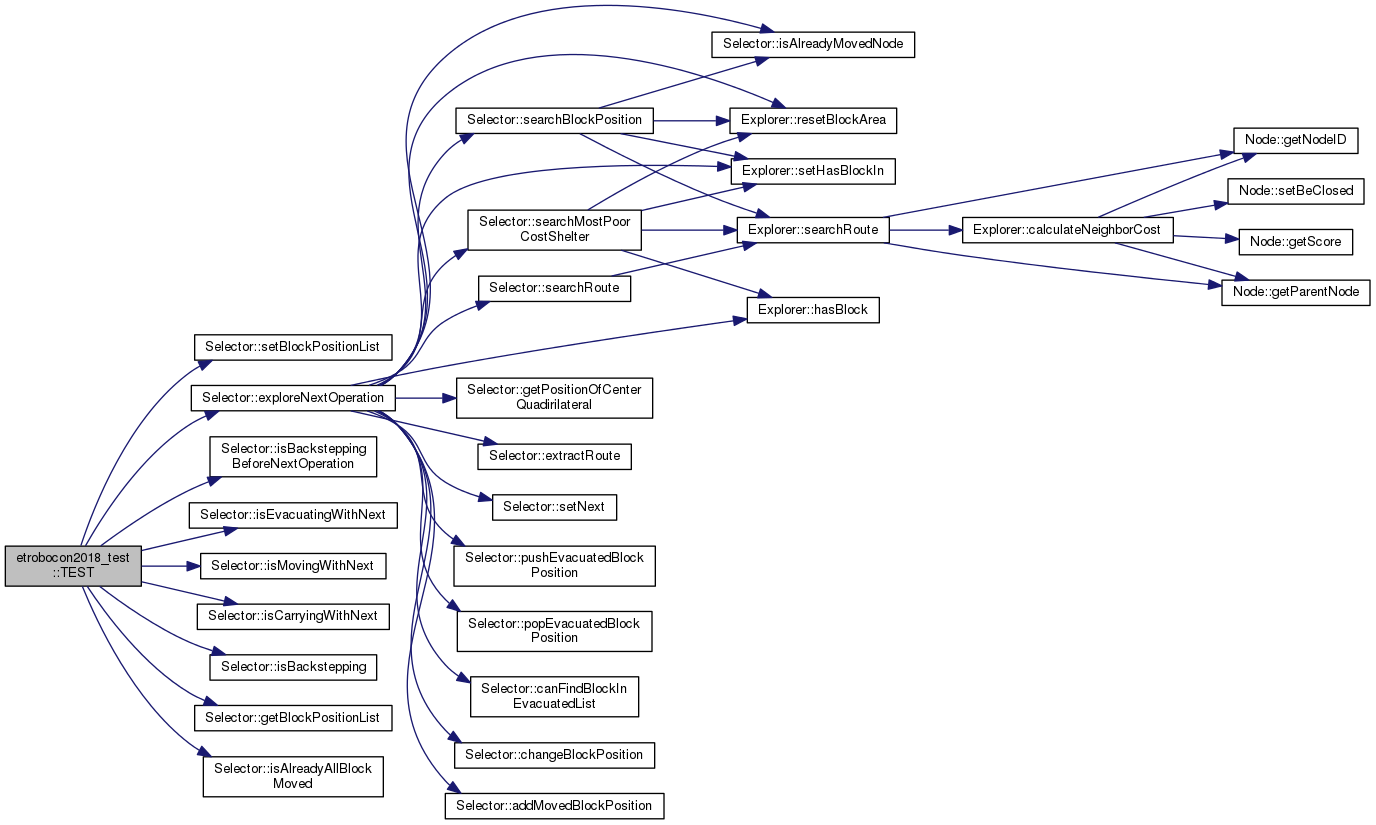 etrobocon2018_test
::TEST
Selector::setBlockPositionList
Selector::exploreNextOperation
Selector::isBackstepping
BeforeNextOperation
Selector::isEvacuatingWithNext
Selector::isMovingWithNext
Selector::isCarryingWithNext
Selector::isBackstepping
Selector::getBlockPositionList
Selector::isAlreadyAllBlock
Moved
Selector::searchBlockPosition
Selector::searchMostPoor
CostShelter
Selector::searchRoute
Selector::getPositionOfCenter
Quadirilateral
Selector::extractRoute
Selector::setNext
Selector::pushEvacuatedBlock
Position
Selector::popEvacuatedBlock
Position
Selector::canFindBlockIn
EvacuatedList
Selector::changeBlockPosition
Selector::addMovedBlockPosition
Selector::isAlreadyMovedNode
Explorer::resetBlockArea
Explorer::setHasBlockIn
Explorer::searchRoute
Explorer::hasBlock
Explorer::calculateNeighborCost
Node::getNodeID
Node::setBeClosed
Node::getScore
Node::getParentNode